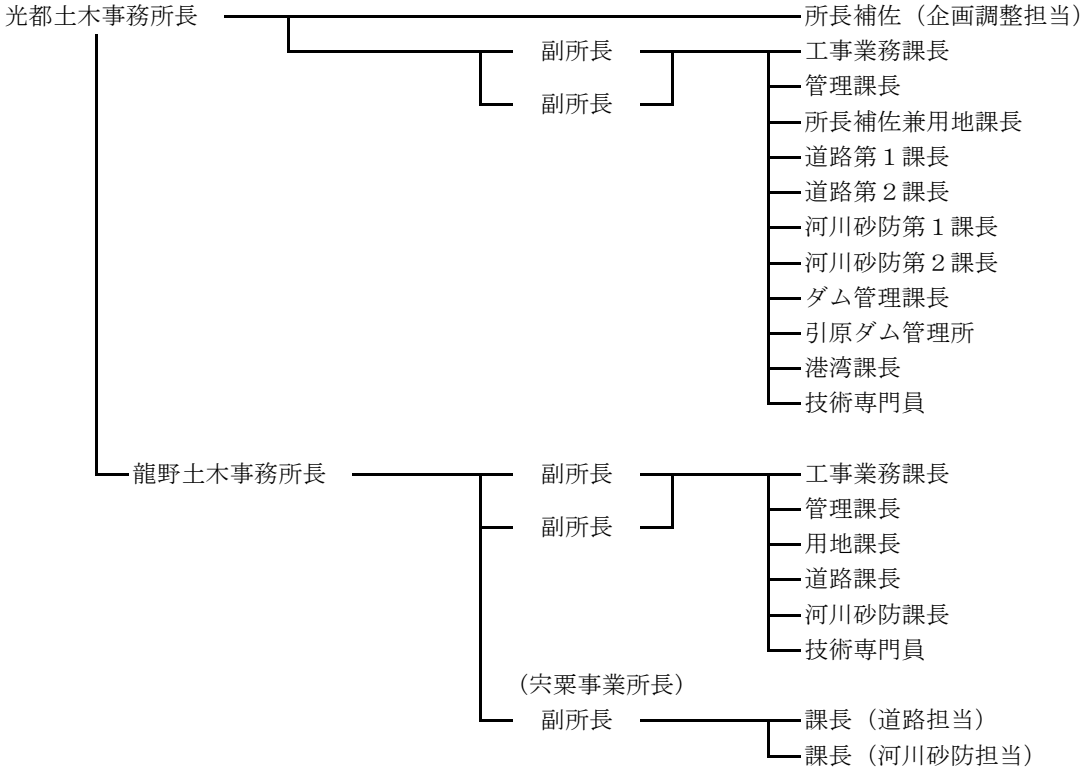 光都土木事務所長
所長補佐（企画調整担当）
副所長
工事業務課長
管理課長
副所長
所長補佐兼用地課長
道路第１課長
道路第２課長
河川砂防第１課長
河川砂防第２課長
ダム管理課長
引原ダム管理所
港湾課長
技術専門員
龍野土木事務所長
副所長
工事業務課長
管理課長
副所長
用地課長
道路課長
河川砂防課長
技術専門員
（宍粟事業所長）
副所長
課長（道路担当）
課長（河川砂防担当）